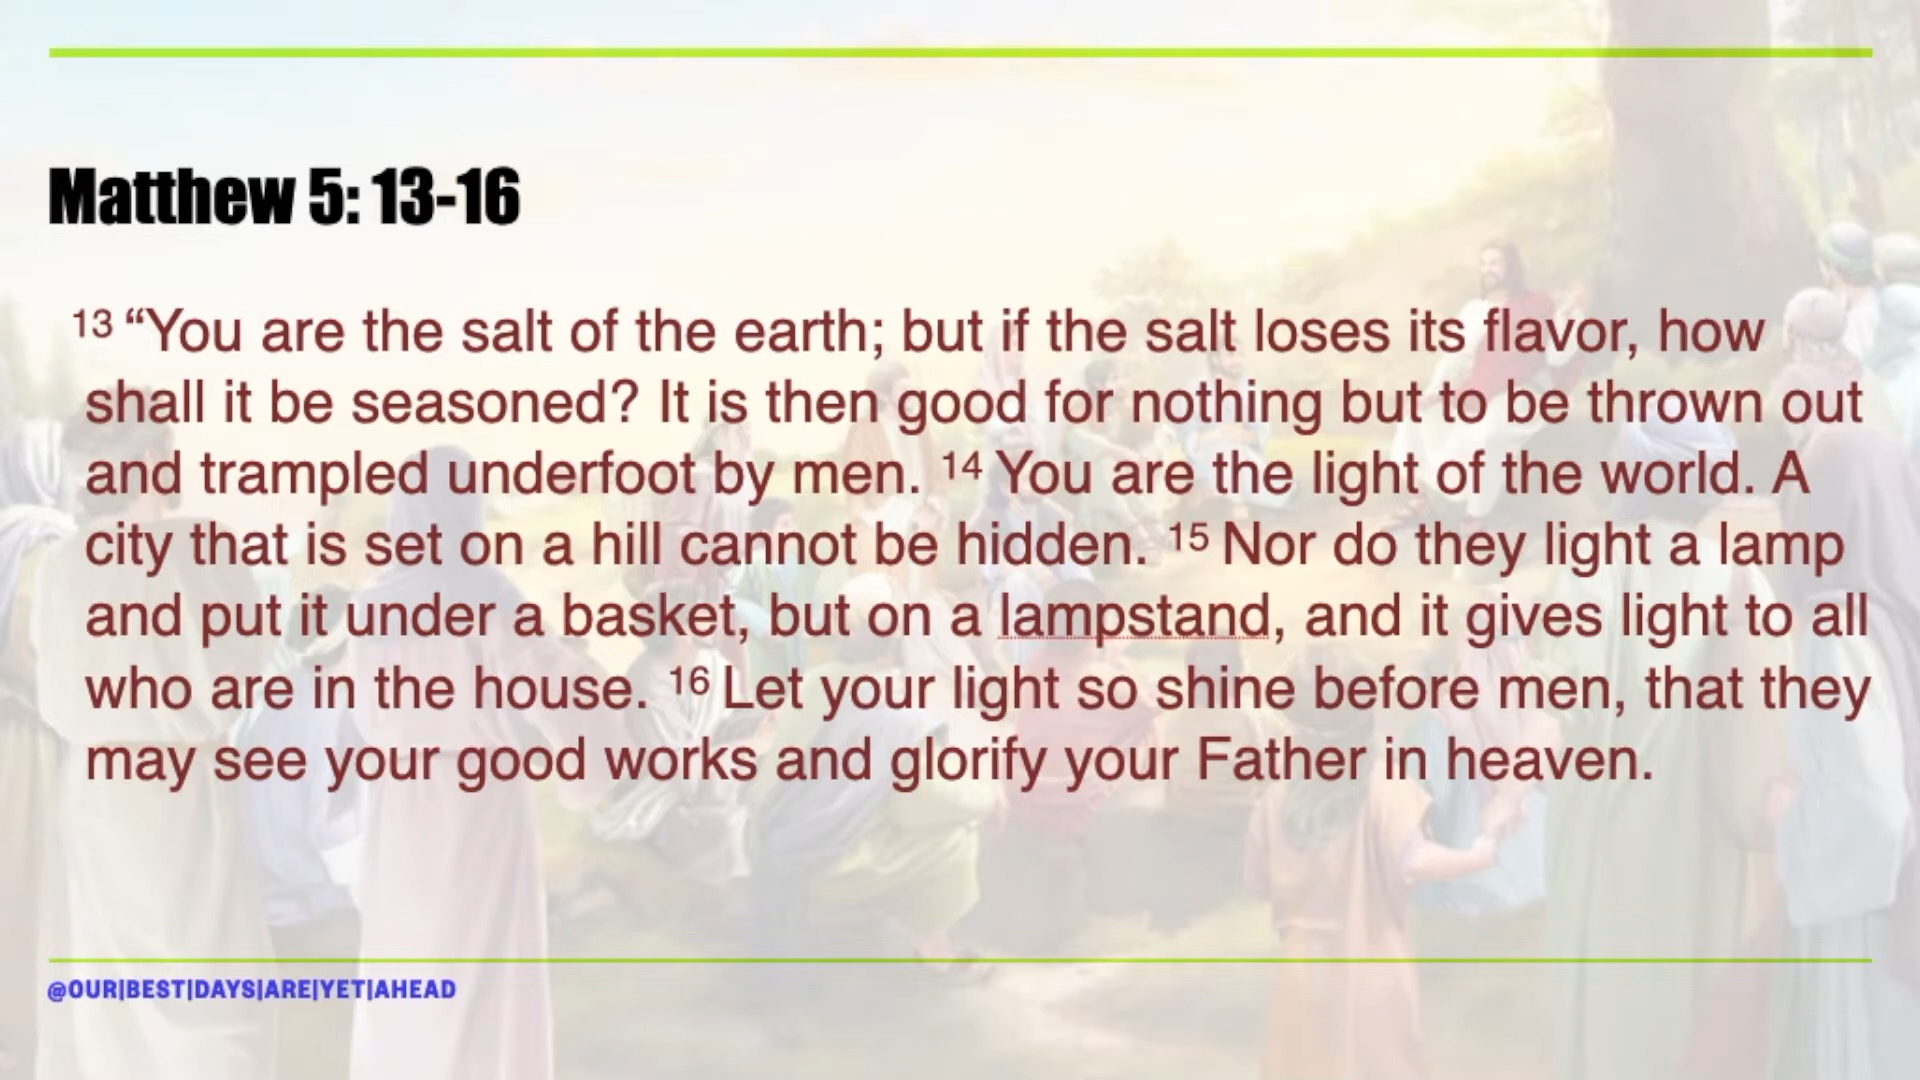 Matthew 5: 13-16
13 “You are the salt of the earth; but if the salt loses its flavor, how
shall it be seasoned? It is then good for nothing but to be thrown out
and trampled underfoot by men. 14 You are the light of the world. A
city that is set on a hill cannot be hidden. 15 Nor do they light a lamp
and put it under a basket, but on a lampstand, and it gives light to all
who are in the house. 16 Let your light so shine before men, that they
may see your good works and glorify your Father in heaven.
@OUR|BEST|DAYS|ARE|YET|AHEAD